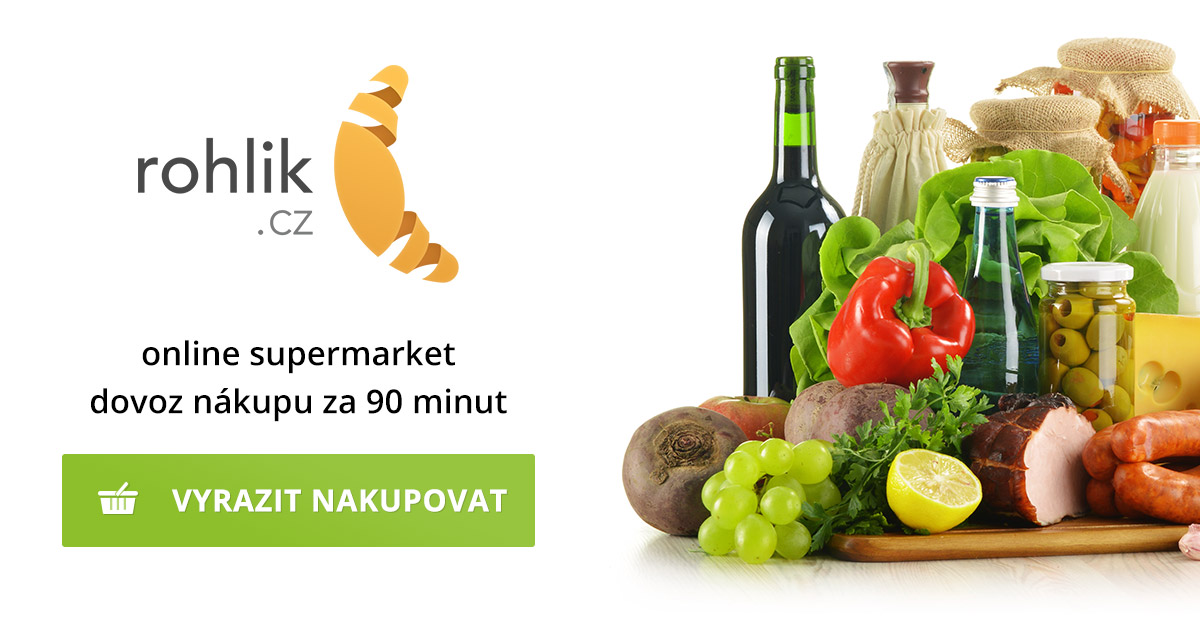 rohlik
.cz
online supermarket
dovoz nákupu za 90 minut
VYRAZIT NAKUPOVAT